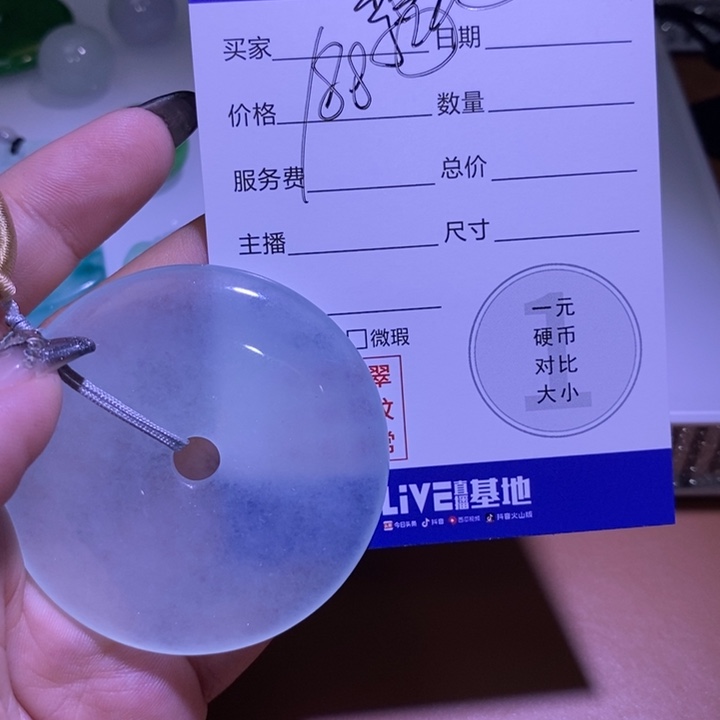 买家 日期
价格 188 数量
服务费 总价
主播 尺寸
□微瑕
翠
一元
硬币
对比
大小
1
LiVE直播基地
今日头条 抖音 西瓜视频 抖音火山版